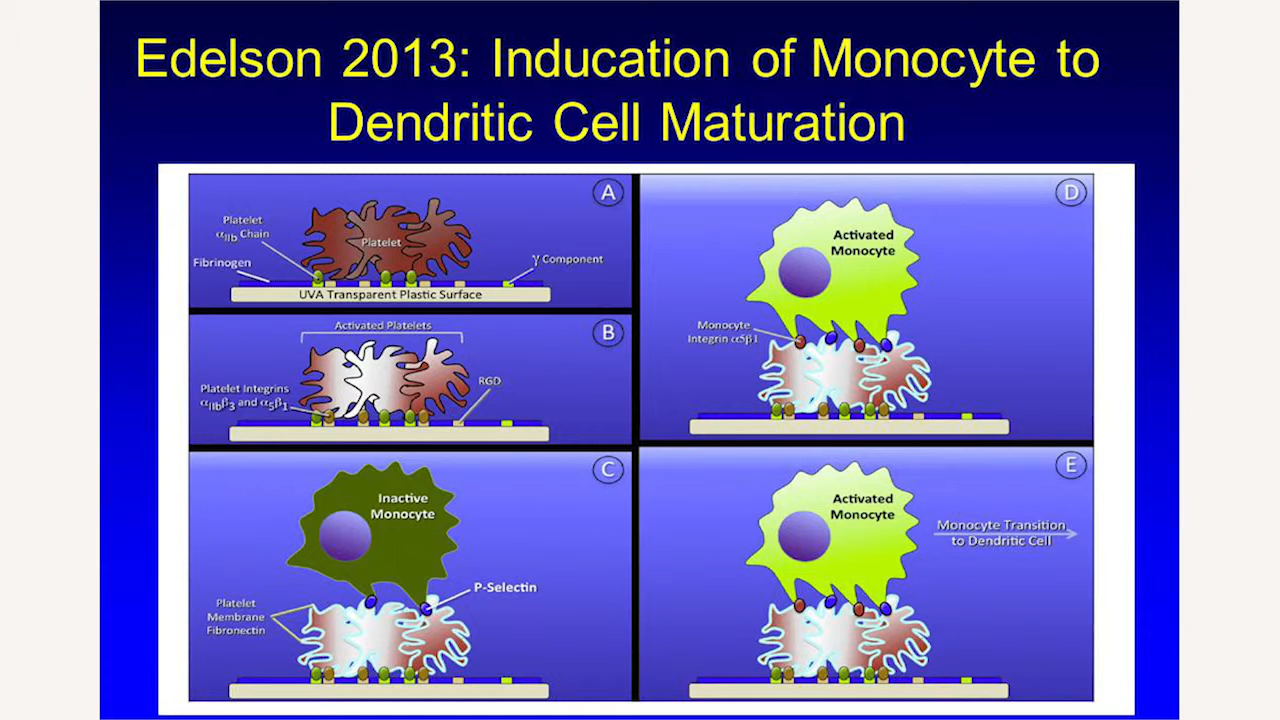 Edelson 2013: Inducation of Monocyte to
Dendritic Cell Maturation
A
Platelet
αIIb Chain
Platelet
Fibrinogen
γ Component
UVA Transparent Plastic Surface
B
Activated Platelets
Platelet Integrins
αIIbβ3 and α5β1
RGD
C
Inactive
Monocyte
P-Selectin
Platelet
Membrane
Fibronectin
D
Activated
Monocyte
Monocyte
Integrin α5β1
E
Activated
Monocyte
Monocyte Transition
to Dendritic Cell